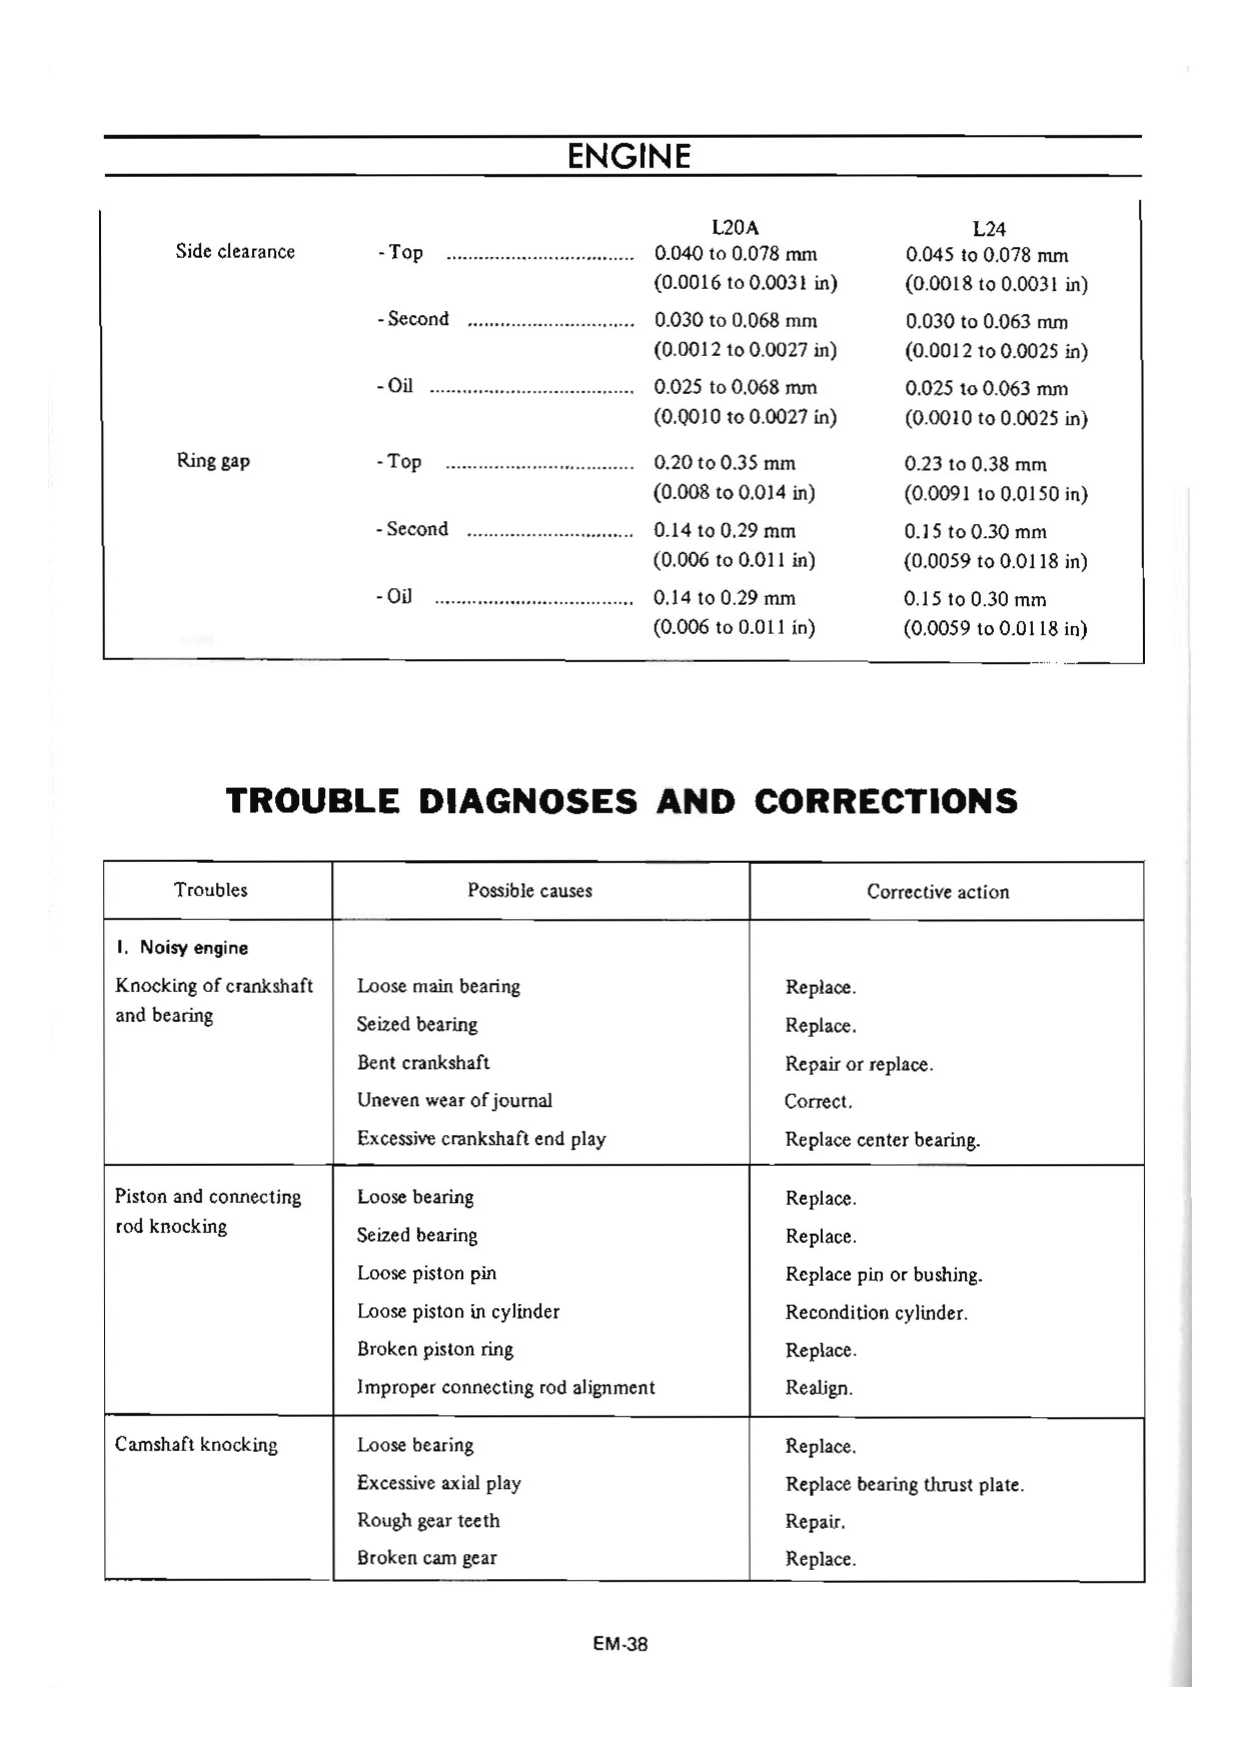 ENGINE
L20A L24
Side clearance - Top .................................. 0.040 to 0.078 mm 0.045 to 0.078 mm
(0.0016 to 0.0031 in) (0.0018 to 0.0031 in)
- Second .............................. 0.030 to 0.068 mm 0.030 to 0.063 mm
(0.0012 to 0.0027 in) (0.0012 to 0.0025 in)
- Oil ..................................... 0.025 to 0.068 mm 0.025 to 0.063 mm
(0.0010 to 0.0027 in) (0.0010 to 0.0025 in)
Ring gap - Top .................................. 0.20 to 0.35 mm 0.23 to 0.38 mm
(0.008 to 0.014 in) (0.0091 to 0.0150 in)
- Second .............................. 0.14 to 0.29 mm 0.15 to 0.30 mm
(0.006 to 0.011 in) (0.0059 to 0.0118 in)
- Oil .................................... 0.14 to 0.29 mm 0.15 to 0.30 mm
(0.006 to 0.011 in) (0.0059 to 0.0118 in)
TROUBLE DIAGNOSES AND CORRECTIONS
Troubles Possible causes Corrective action
I. Noisy engine
Knocking of crankshaft Loose main bearing Replace.
and bearing
Seized bearing Replace.
Bent crankshaft Repair or replace.
Uneven wear of journal Correct.
Excessive crankshaft end play Replace center bearing.
Piston and connecting Loose bearing Replace.
rod knocking
Seized bearing Replace.
Loose piston pin Replace pin or bushing.
Loose piston in cylinder Recondition cylinder.
Broken piston ring Replace.
Improper connecting rod alignment Realign.
Camshaft knocking Loose bearing Replace.
Excessive axial play Replace bearing thrust plate.
Rough gear teeth Repair.
Broken cam gear Replace.
EM-38